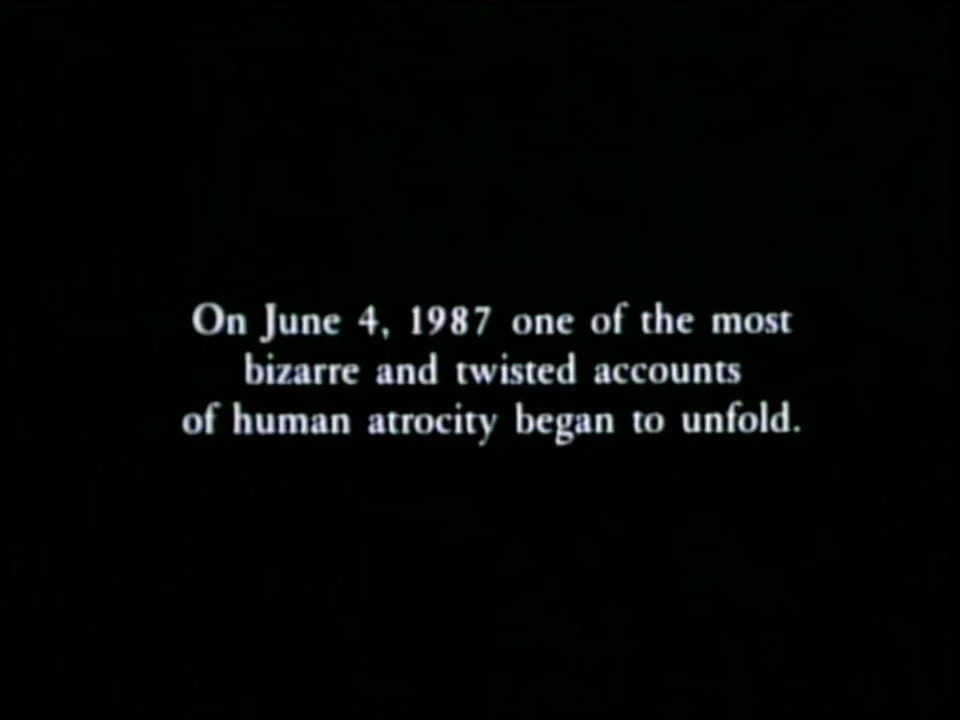 On June 4, 1987 one of the most
bizarre and twisted accounts
of human atrocity began to unfold.